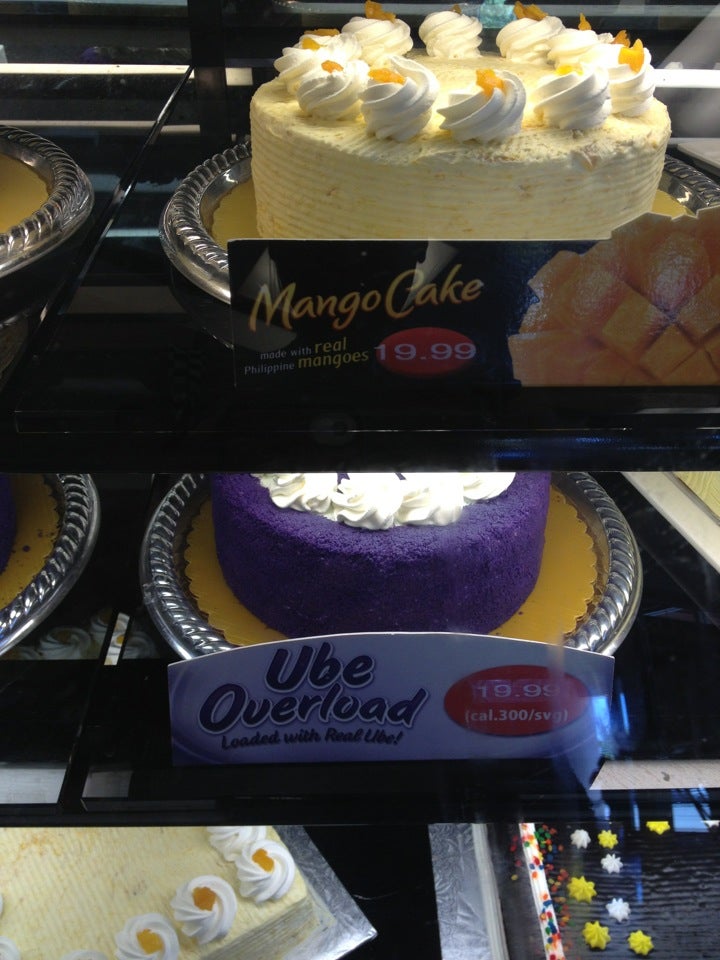 Mango Cake
made with real
Philippine mangoes
19.99
Ube
Overload
Loaded with Real Ube!
19.99
(cal.300/svg)